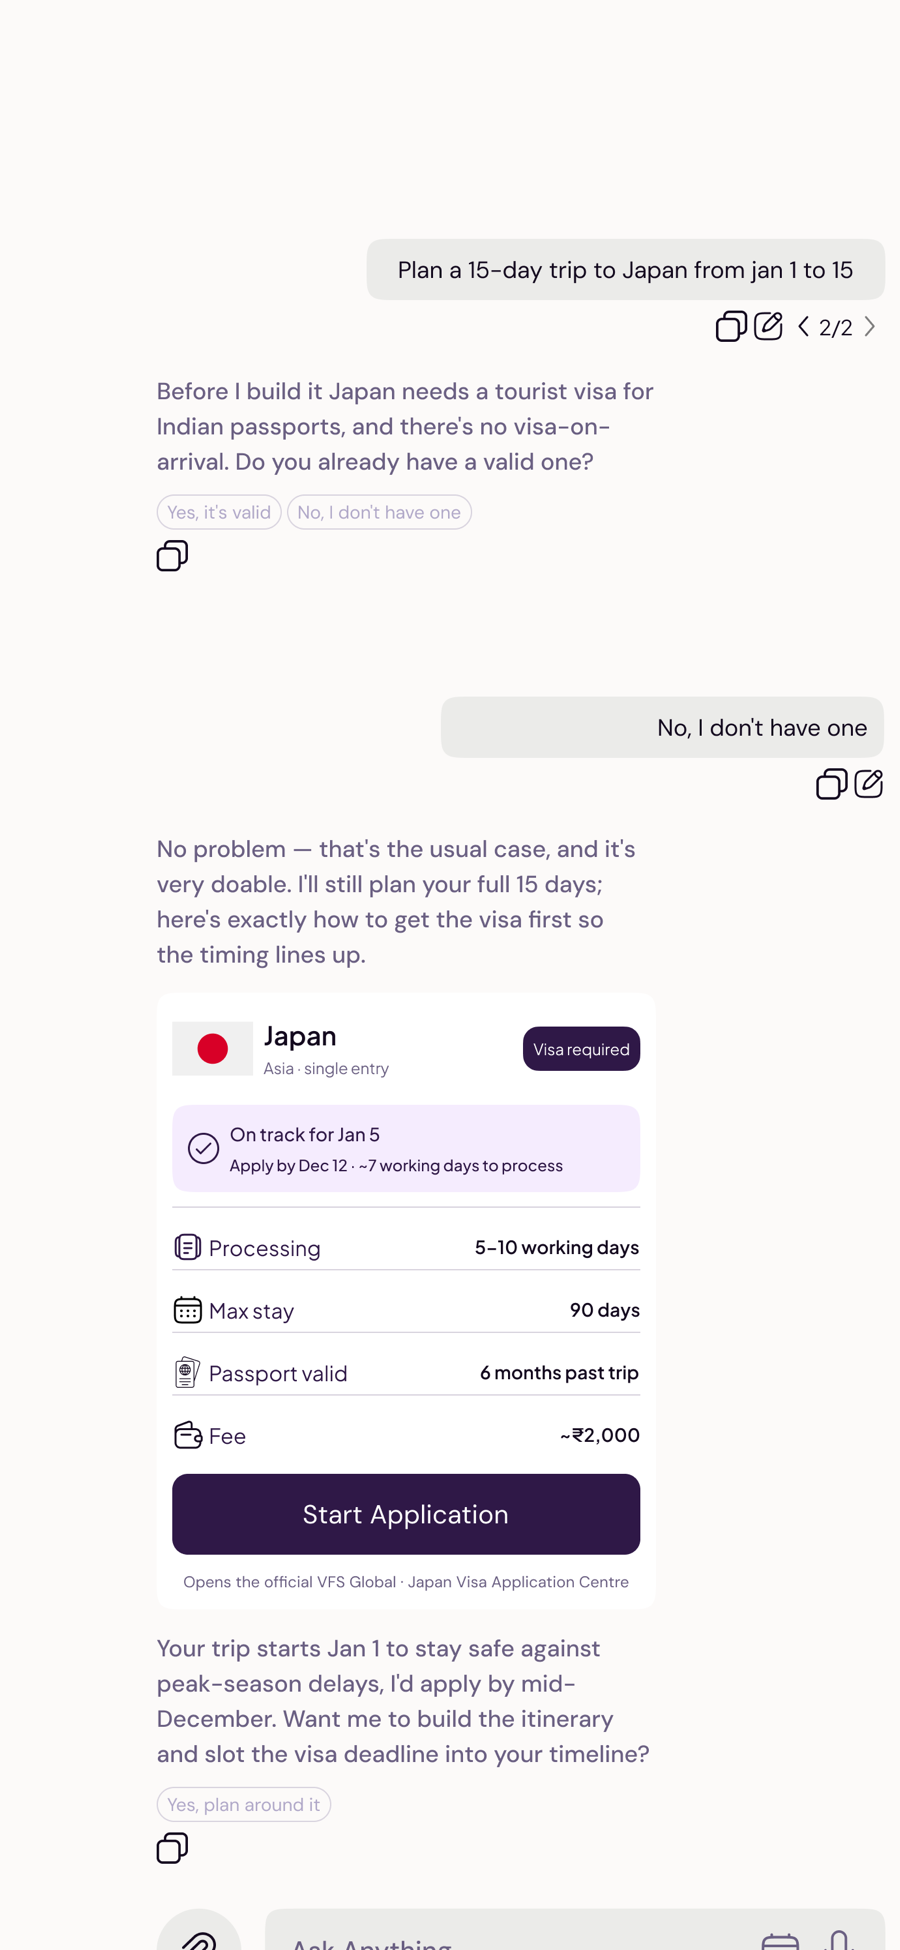 Plan a 15-day trip to Japan from jan 1 to 15
2/2
Before I build it Japan needs a tourist visa for
Indian passports, and there's no visa-on-
arrival. Do you already have a valid one?
Yes, it's valid
No, I don't have one
No, I don't have one
No problem — that's the usual case, and it's
very doable. I'll still plan your full 15 days;
here's exactly how to get the visa first so
the timing lines up.
Japan
Asia · single entry
Visa required
On track for Jan 5
Apply by Dec 12 · ~7 working days to process
Processing
5–10 working days
Max stay
90 days
Passport valid
6 months past trip
Fee
~₹2,000
Start Application
Opens the official VFS Global · Japan Visa Application Centre
Your trip starts Jan 1 to stay safe against
peak-season delays, I'd apply by mid-
December. Want me to build the itinerary
and slot the visa deadline into your timeline?
Yes, plan around it
Ask Anything